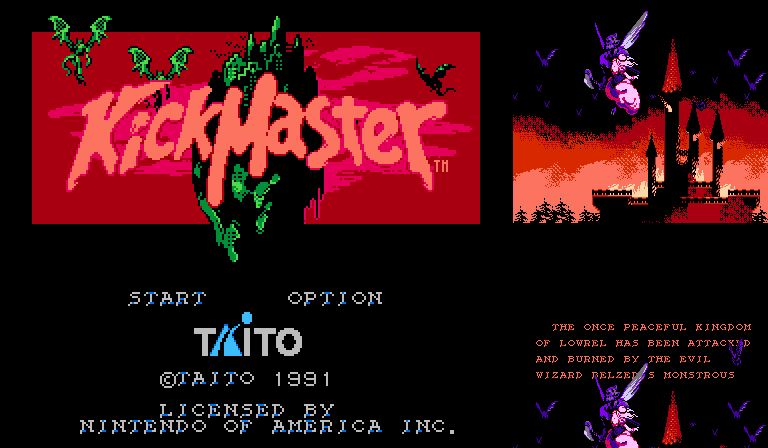 KickMaster
TM
START OPTION
TAITO
©TAITO 1991
LICENSED BY
NINTENDO OF AMERICA INC.
THE ONCE PEACEFUL KINGDOM
OF LOWREL HAS BEEN ATTACKED
AND BURNED BY THE EVIL
WIZARD BELZED'S MONSTROUS